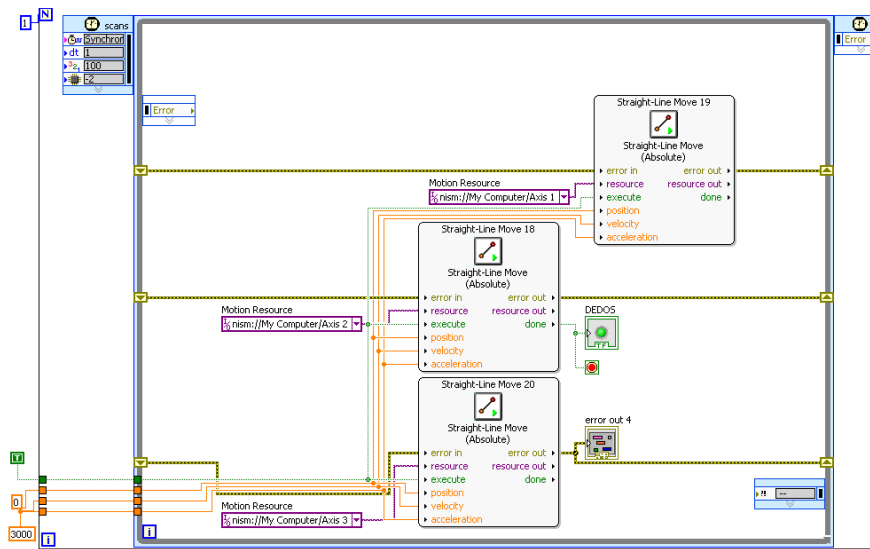 1
N
scans
Synchron
dt 1
100
-2
Error
Error
Straight-Line Move 19
Straight-Line Move
(Absolute)
error in error out
resource resource out
execute done
position
velocity
acceleration
Motion Resource
nism://My Computer/Axis 1
Straight-Line Move 18
Straight-Line Move
(Absolute)
error in error out
resource resource out
execute done
position
velocity
acceleration
Motion Resource
nism://My Computer/Axis 2
DEDOS
TF
Straight-Line Move 20
Straight-Line Move
(Absolute)
error in error out
resource resource out
execute done
position
velocity
acceleration
error out 4
T
0
3000
Motion Resource
nism://My Computer/Axis 3
?! --
i
i